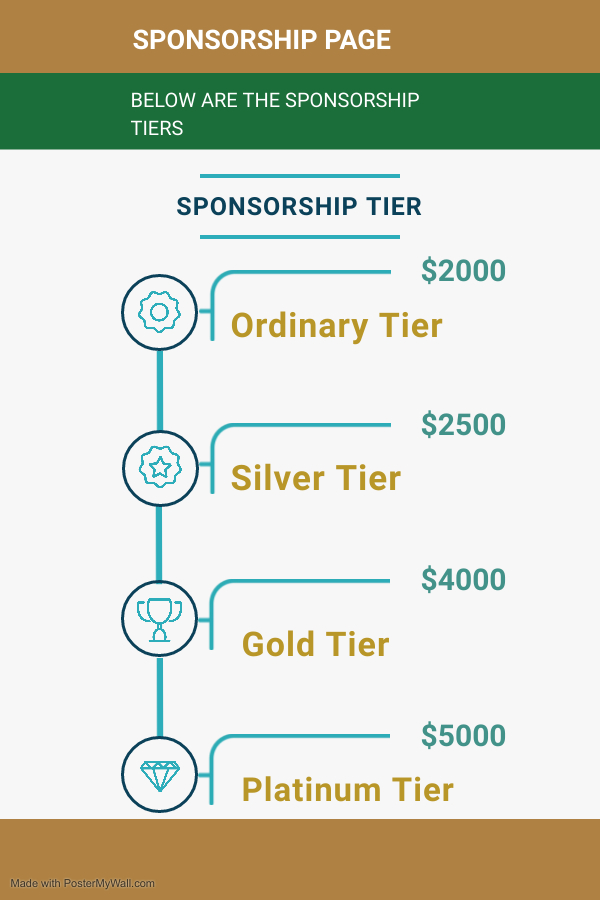 SPONSORSHIP PAGE
BELOW ARE THE SPONSORSHIP
TIERS
SPONSORSHIP TIER
$2000
Ordinary Tier
$2500
Silver Tier
$4000
Gold Tier
$5000
Platinum Tier
Made with PosterMyWall.com